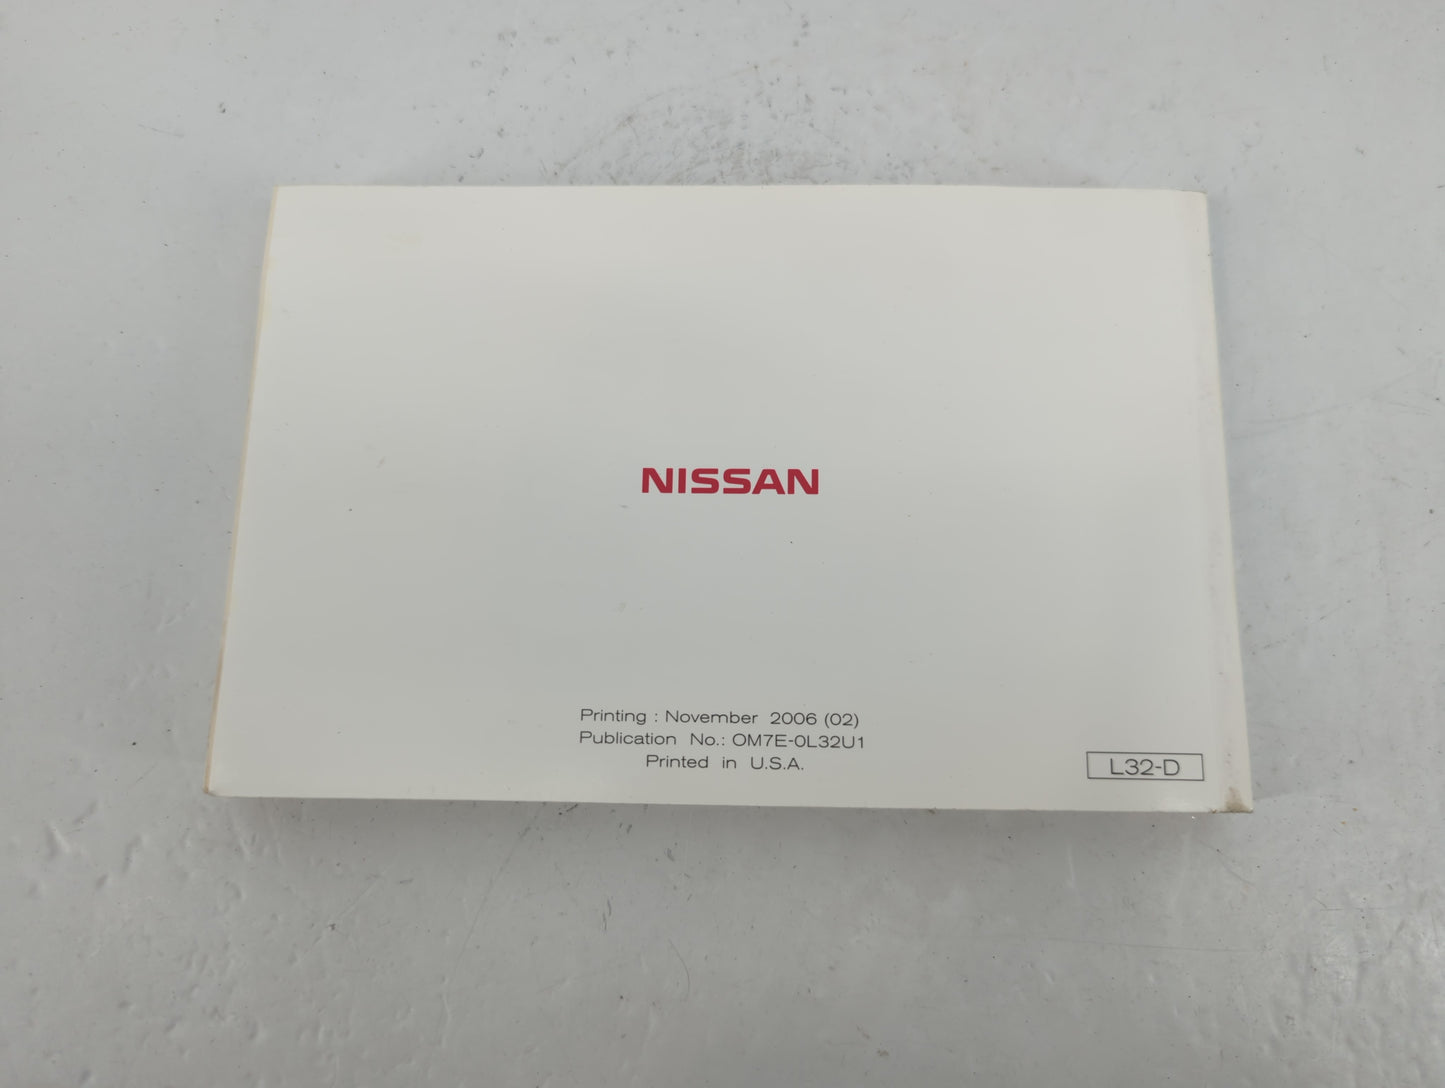 NISSAN
Printing : November 2006 (02)
Publication No.: OM7E-0L32U1
Printed in U.S.A.
L32-D